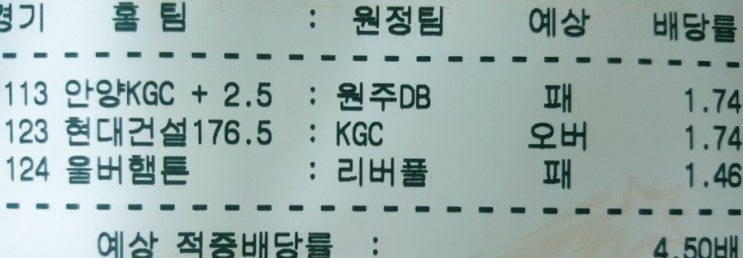 경기 홈 팀 : 원정팀 예상 배당률
113 안양KGC + 2.5 : 원주DB 패 1.74
123 현대건설176.5 : KGC 오버 1.74
124 울버햄튼 : 리버풀 패 1.46
예상 적중배당률 : 4.50배